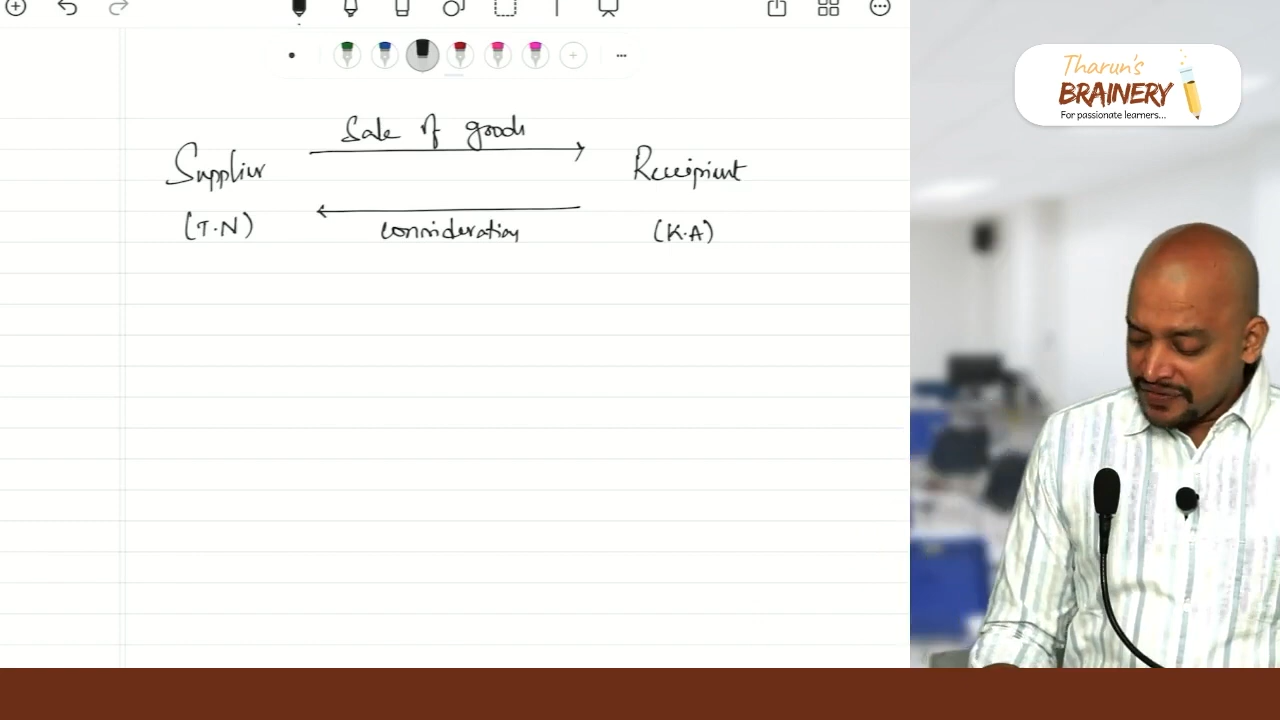 Tharun's
BRAINERY
For passionate learners...
Sale of goods
Supplier
Recipient
(T.N)
consideration
(K.A)